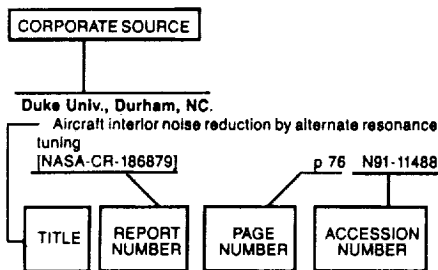 CORPORATE SOURCE
Duke Univ., Durham, NC.
Aircraft interior noise reduction by alternate resonance
tuning
[NASA-CR-186879] p 76 N91-11488
TITLE
REPORT NUMBER
PAGE NUMBER
ACCESSION NUMBER